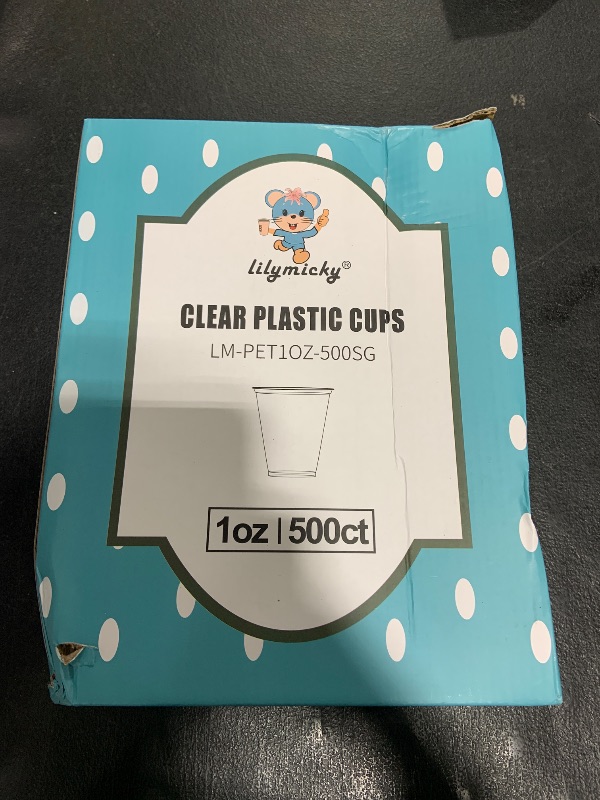 lilymicky®
CLEAR PLASTIC CUPS
LM-PET1OZ-500SG
1oz | 500ct